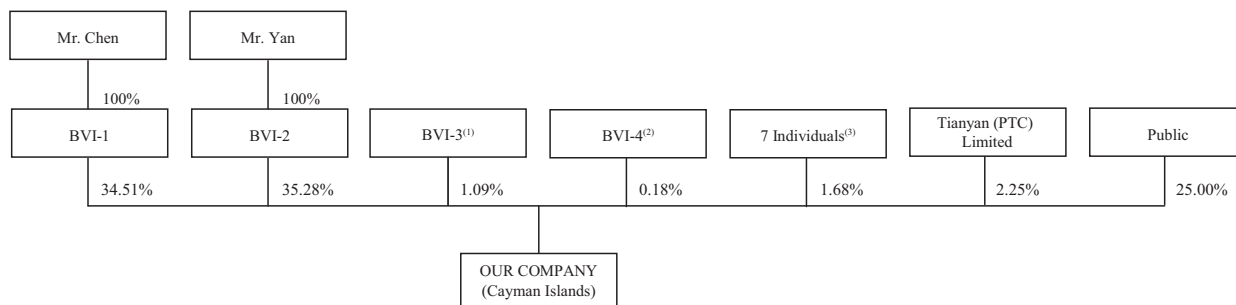 Mr. Chen
Mr. Yan
100%
100%
BVI-1
BVI-2
BVI-3(1)
BVI-4(2)
7 Individuals(3)
Tianyan (PTC)
Limited
Public
34.51%
35.28%
1.09%
0.18%
1.68%
2.25%
25.00%
OUR COMPANY
(Cayman Islands)